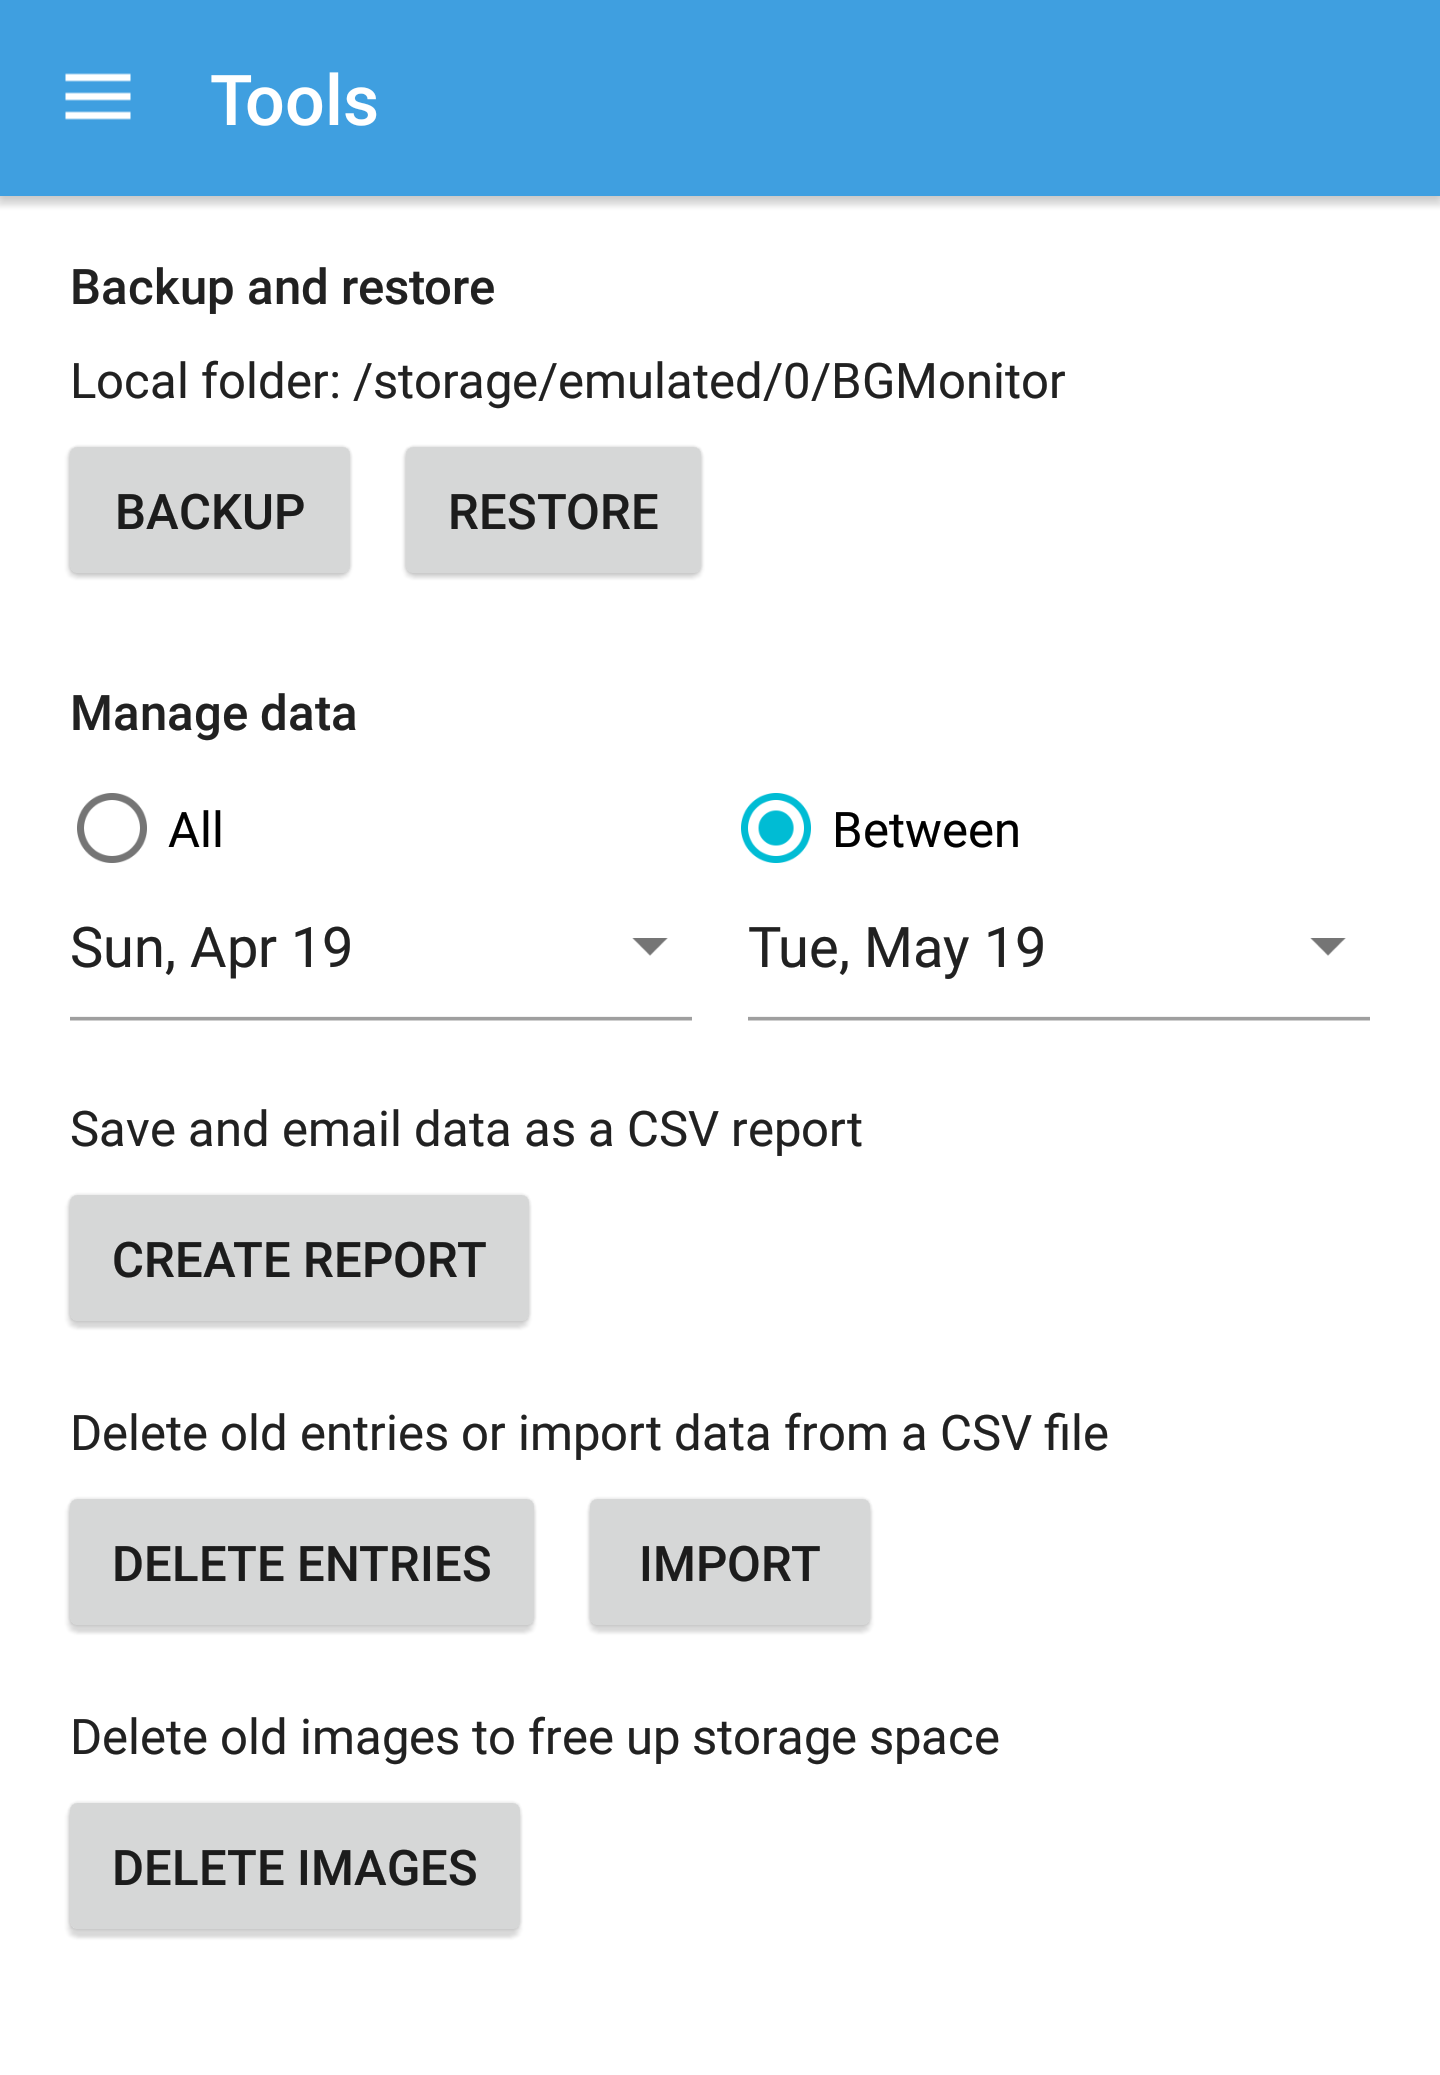 Tools
Backup and restore
Local folder: /storage/emulated/0/BGMonitor
BACKUP RESTORE
Manage data
All Between
Sun, Apr 19 Tue, May 19
Save and email data as a CSV report
CREATE REPORT
Delete old entries or import data from a CSV file
DELETE ENTRIES IMPORT
Delete old images to free up storage space
DELETE IMAGES